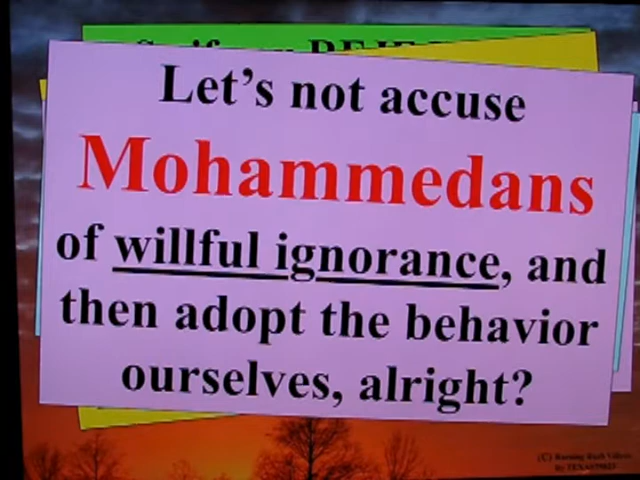 Let's not accuse
Mohammedans
of willful ignorance, and
then adopt the behavior
ourselves, alright?